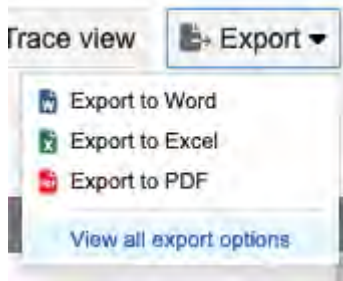 Trace view Export
Export to Word
Export to Excel
Export to PDF
View all export options